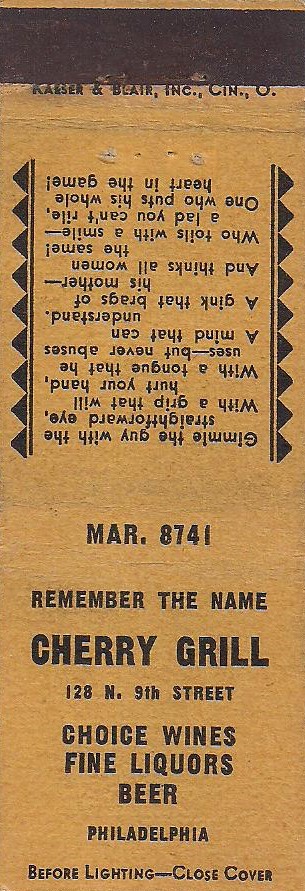 KAESER & BLAIR, INC., CIN., O.
Gimmie the guy with the
straightforward eye,
With a grip that will
hurt your hand,
With a tongue that he
uses—but never abuses
A mind that can
understand.
A gink that brags of
his mother—
And thinks all women
the same!
Who toils with a smile—
a lad you can't rile,
One who puts his whole
heart in the game!
MAR. 8741
REMEMBER THE NAME
CHERRY GRILL
128 N. 9th STREET
CHOICE WINES
FINE LIQUORS
BEER
PHILADELPHIA
BEFORE LIGHTING—CLOSE COVER